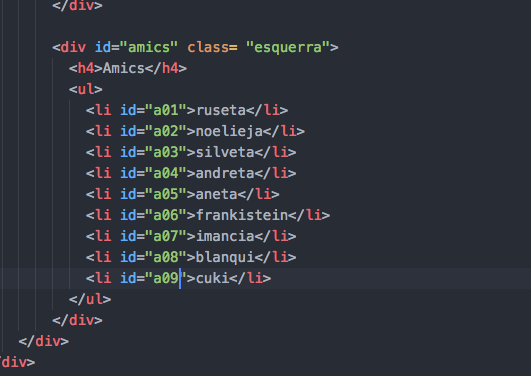 </div>
<div id="amics" class= "esquerra">
<h4>Amics</h4>
<ul>
<li id="a01">ruseta</li>
<li id="a02">noelieja</li>
<li id="a03">silveta</li>
<li id="a04">andreta</li>
<li id="a05">aneta</li>
<li id="a06">frankistein</li>
<li id="a07">imancia</li>
<li id="a08">blanqui</li>
<li id="a09">cuki</li>
</ul>
</div>
</div>
/div>